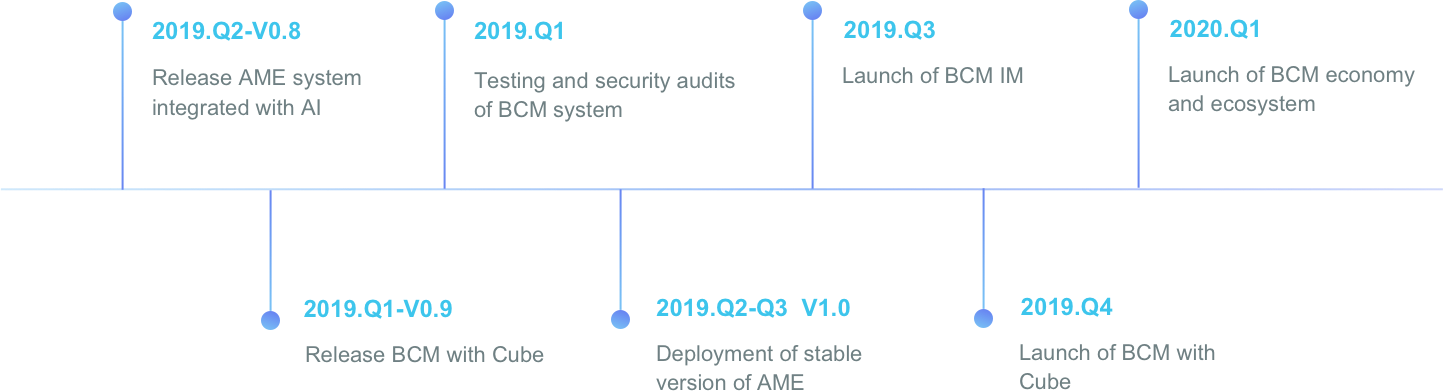 2019.Q2-V0.8
Release AME system
integrated with AI
2019.Q1-V0.9
Release BCM with Cube
2019.Q1
Testing and security audits
of BCM system
2019.Q2-Q3 V1.0
Deployment of stable
version of AME
2019.Q3
Launch of BCM IM
2019.Q4
Launch of BCM with
Cube
2020.Q1
Launch of BCM economy
and ecosystem